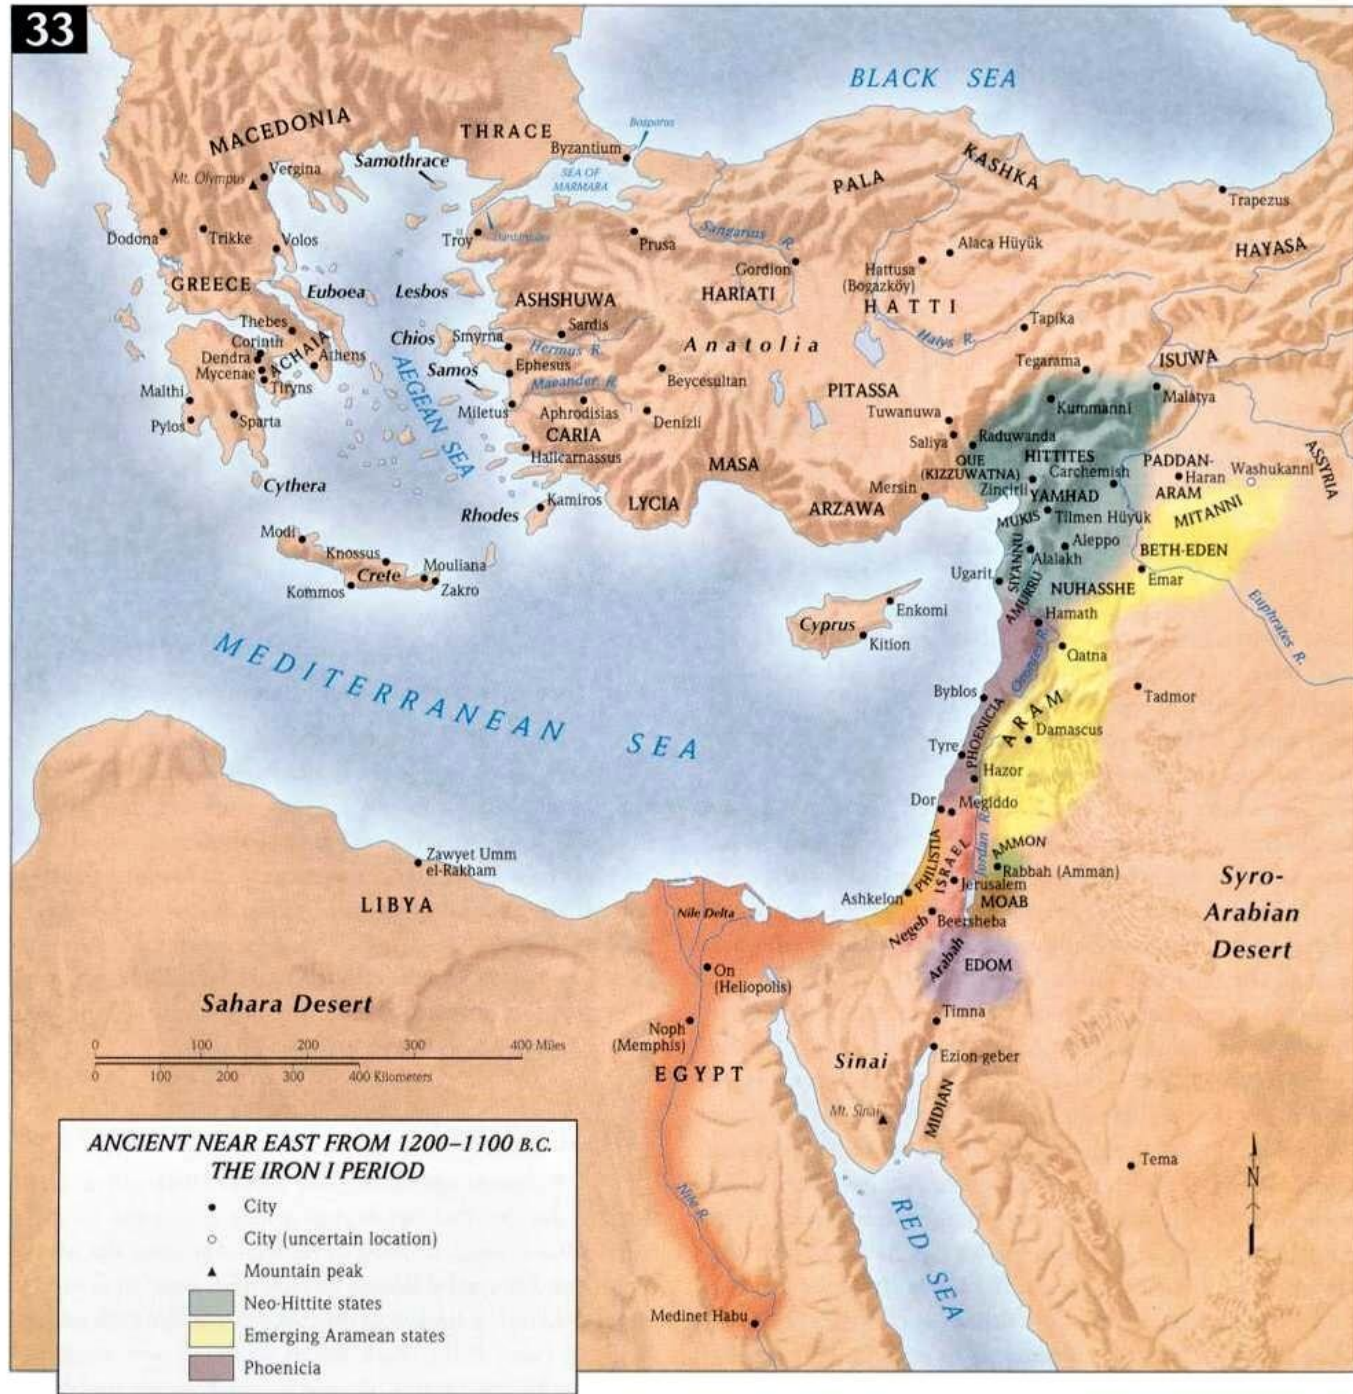 33
BLACK SEA
MACEDONIA
THRACE
Bosporus
Byzantium
Samothrace
SEA OF
MARMARA
KASHKA
PALA
Mt. Olympus
Vergina
Trapezus
Dodona
Trikke
Volos
Troy
Dardanelles
Prusa
Sangarius R.
Gordion
Alaca Hüyük
Hattusa
(Bogazköy)
HAYASA
GREECE
Euboea
Lesbos
ASHSHUWA
HARIATI
HATTI
Thebes
Corinth
Dendra
Mycenae
ACHAIA
Athens
Tiryns
Chios
Smyrna
Sardis
Hermus R.
Anatolia
Halys R.
Tapika
Tegarama
ISUWA
Samos
Ephesus
Maeander R.
Beycesultan
PITASSA
Malatya
Malthi
Pylos
Sparta
AEGEAN SEA
Miletus
Aphrodisias
Denizli
CARIA
Halicarnassus
Tuwanuwa
Saliya
Kummanni
Raduwanda
HITTITES
QUE
(KIZZUWATNA)
Carchemish
PADDAN-
ARAM
Haran
Washukanni
ASSYRIA
Cythera
MASA
LYCIA
ARZAWA
Mersin
Zincirli
YAMHAD
MITANNI
Rhodes
Kamiros
MUKIS
Tilmen Hüyük
Modi
Knossus
Crete
Mouliana
Zakro
Kommos
Aleppo
Alalakh
BETH-EDEN
Emar
Ugarit
SIYANNU
AMURRU
NUHASSHE
Euphrates R.
Enkomi
Cyprus
Kition
Hamath
Orontes R.
Qatna
MEDITERRANEAN SEA
Byblos
Tadmor
PHOENICIA
ARAM
Damascus
Tyre
Hazor
Dor
Megiddo
Jordan R.
Zawyet Umm
el-Rakham
LIBYA
PHILISTIA
ISRAEL
AMMON
Rabbah (Amman)
Jerusalem
Ashkelon
MOAB
Syro-
Arabian
Desert
Nile Delta
Negeb
Beersheba
Arabah
EDOM
On
(Heliopolis)
Sahara Desert
Noph
(Memphis)
Timna
Ezion-geber
0 100 200 300 400 Miles
0 100 200 300 400 Kilometers
EGYPT
Sinai
Mt. Sinai
MIDIAN
Tema
N
Nile R.
RED SEA
Medinet Habu
ANCIENT NEAR EAST FROM 1200–1100 B.C.
THE IRON I PERIOD
City
City (uncertain location)
Mountain peak
Neo-Hittite states
Emerging Aramean states
Phoenicia